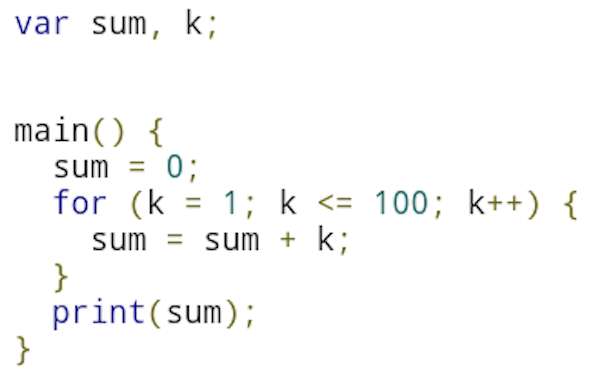 var sum, k;
main() {
  sum = 0;
  for (k = 1; k <= 100; k++) {
    sum = sum + k;
  }
  print(sum);
}